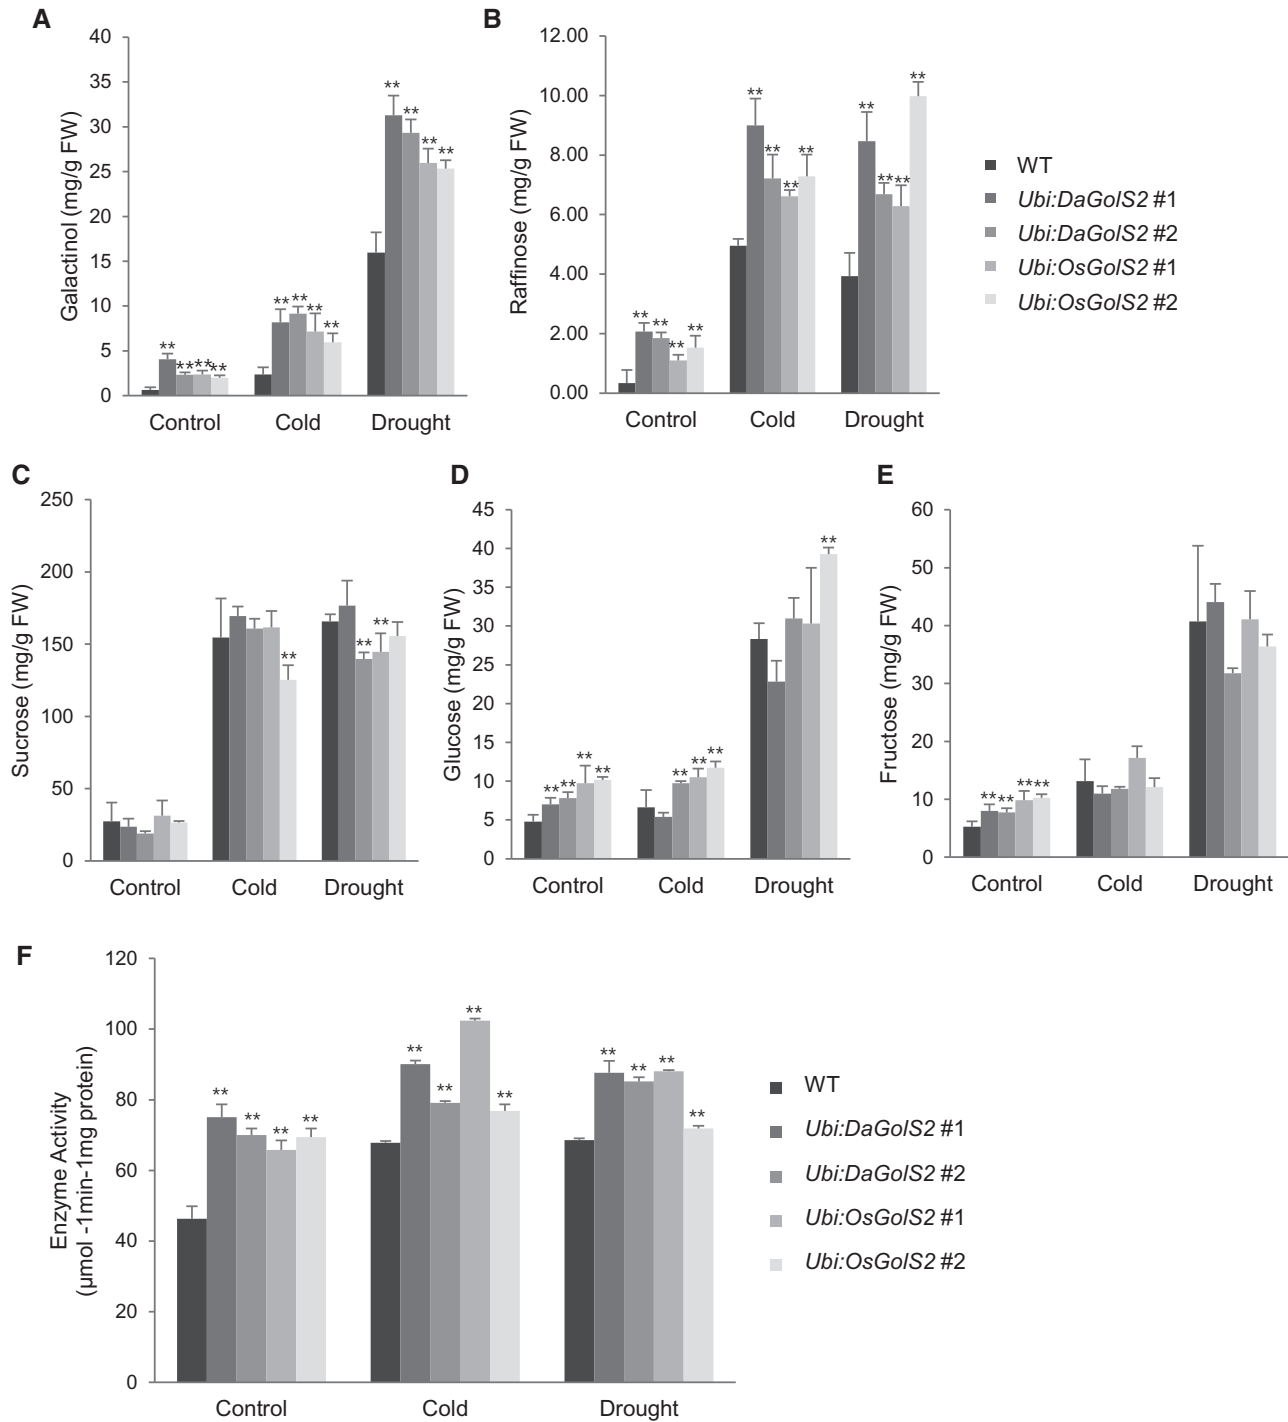 A
Galactinol (mg/g FW)
40
35
30
25
20
15
10
5
0
** ** ** **
** ** ** **
** ** ** **
Control Cold Drought
B
Raffinose (mg/g FW)
12.00
10.00
8.00
6.00
4.00
2.00
0.00
** ** ** **
** ** ** **
** ** ** **
Control Cold Drought
WT
Ubi:DaGolS2 #1
Ubi:DaGolS2 #2
Ubi:OsGolS2 #1
Ubi:OsGolS2 #2
C
Sucrose (mg/g FW)
250
200
150
100
50
0
**
** **
Control Cold Drought
D
Glucose (mg/g FW)
45
40
35
30
25
20
15
10
5
0
** ** ** **
** ** **
**
Control Cold Drought
E
Fructose (mg/g FW)
60
50
40
30
20
10
0
** ** ** **
Control Cold Drought
F
Enzyme Activity
(µmol -1min-1mg protein)
120
100
80
60
40
20
0
** ** ** **
** ** ** **
** ** ** **
Control Cold Drought
WT
Ubi:DaGolS2 #1
Ubi:DaGolS2 #2
Ubi:OsGolS2 #1
Ubi:OsGolS2 #2